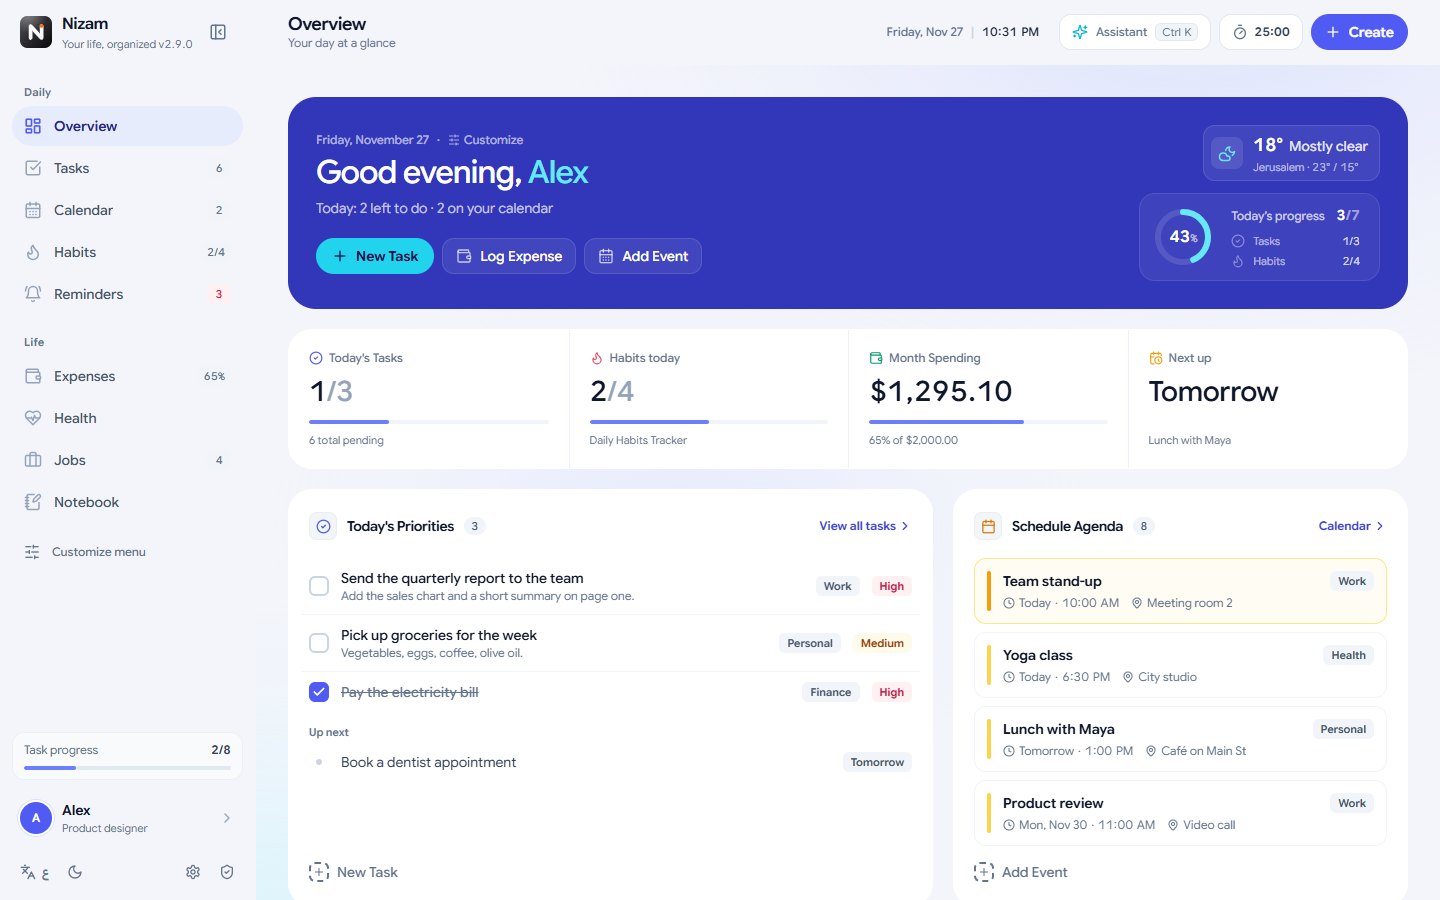 Nizam
Your life, organized v2.9.0
Daily
Overview
Tasks 6
Calendar 2
Habits 2/4
Reminders 3
Life
Expenses 65%
Health
Jobs 4
Notebook
Customize menu
Task progress 2/8
A
Alex
Product designer
ع
Overview
Your day at a glance
Friday, Nov 27 | 10:31 PM
Assistant Ctrl K
25:00
+ Create
Friday, November 27 · Customize
Good evening, Alex
Today: 2 left to do · 2 on your calendar
+ New Task
Log Expense
Add Event
18° Mostly clear
Jerusalem · 23° / 15°
43%
Today's progress 3/7
Tasks 1/3
Habits 2/4
Today's Tasks
1/3
6 total pending
Habits today
2/4
Daily Habits Tracker
Month Spending
$1,295.10
65% of $2,000.00
Next up
Tomorrow
Lunch with Maya
Today's Priorities 3
View all tasks
Send the quarterly report to the team
Add the sales chart and a short summary on page one.
Work High
Pick up groceries for the week
Vegetables, eggs, coffee, olive oil.
Personal Medium
Pay the electricity bill
Finance High
Up next
Book a dentist appointment Tomorrow
New Task
Schedule Agenda 8
Calendar
Team stand-up Work
Today · 10:00 AM Meeting room 2
Yoga class Health
Today · 6:30 PM City studio
Lunch with Maya Personal
Tomorrow · 1:00 PM Café on Main St
Product review Work
Mon, Nov 30 · 11:00 AM Video call
Add Event